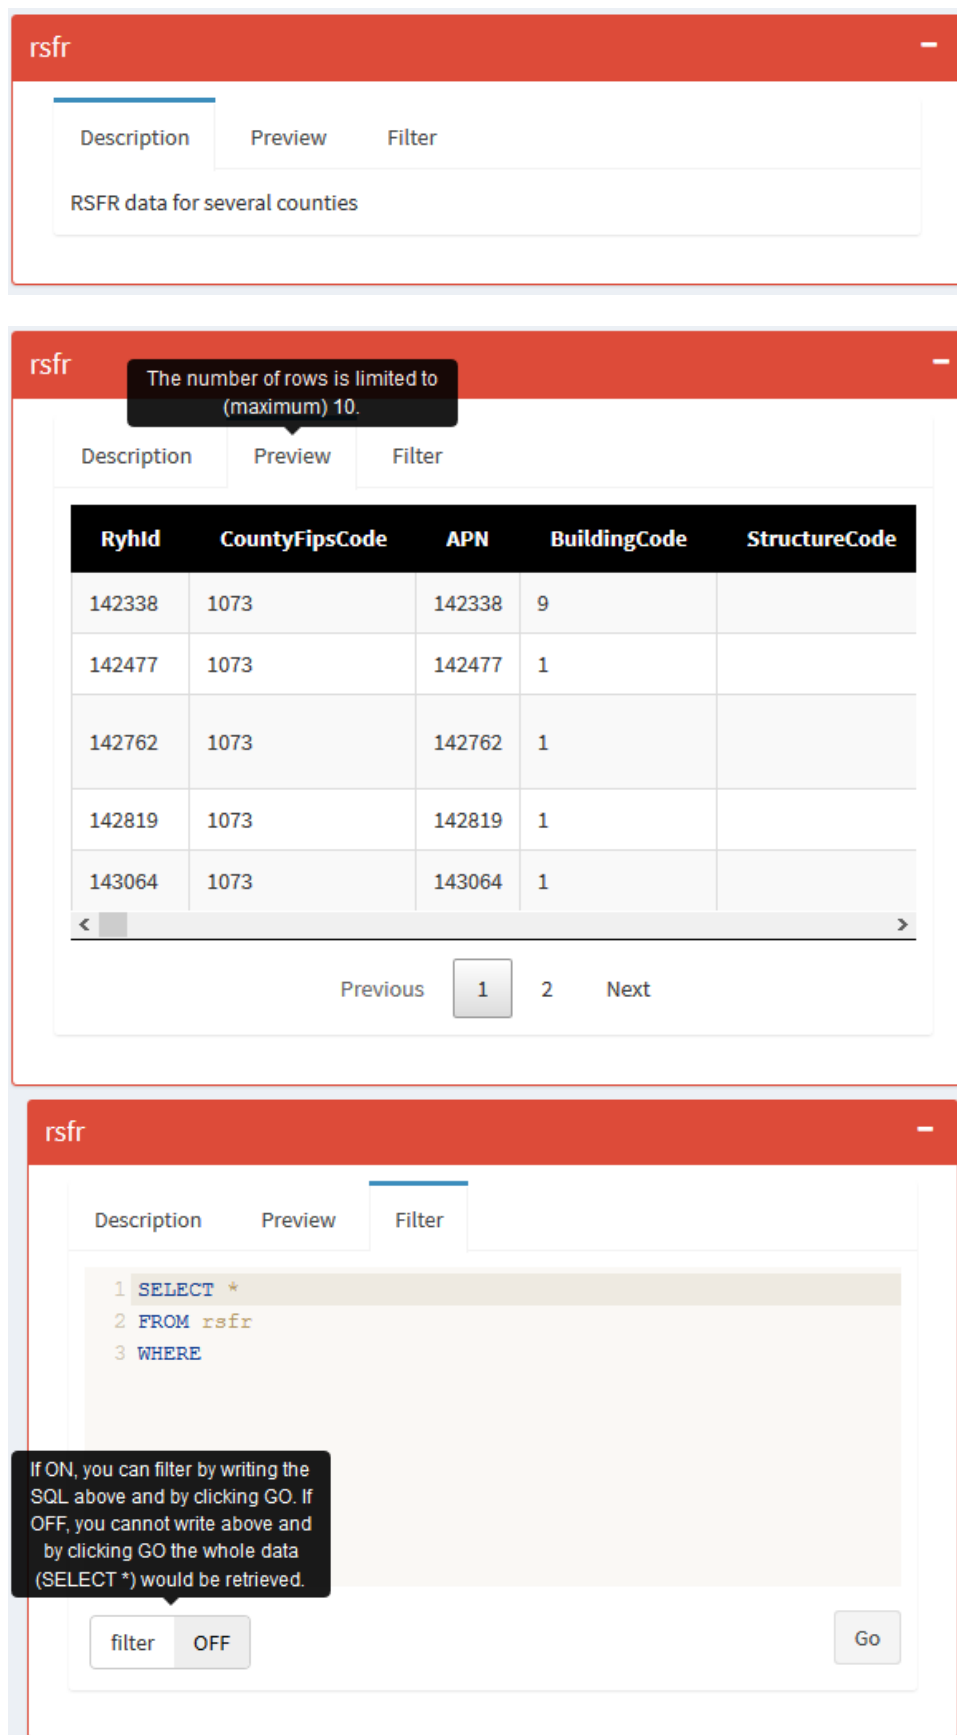 rsfr
Description Preview Filter
RSFR data for several counties
rsfr
The number of rows is limited to
(maximum) 10.
Description Preview Filter
RyhId CountyFipsCode APN BuildingCode StructureCode
142338 1073 142338 9
142477 1073 142477 1
142762 1073 142762 1
142819 1073 142819 1
143064 1073 143064 1
Previous 1 2 Next
rsfr
Description Preview Filter
1 SELECT *
2 FROM rsfr
3 WHERE
If ON, you can filter by writing the
SQL above and by clicking GO. If
OFF, you cannot write above and
by clicking GO the whole data
(SELECT *) would be retrieved.
filter OFF Go